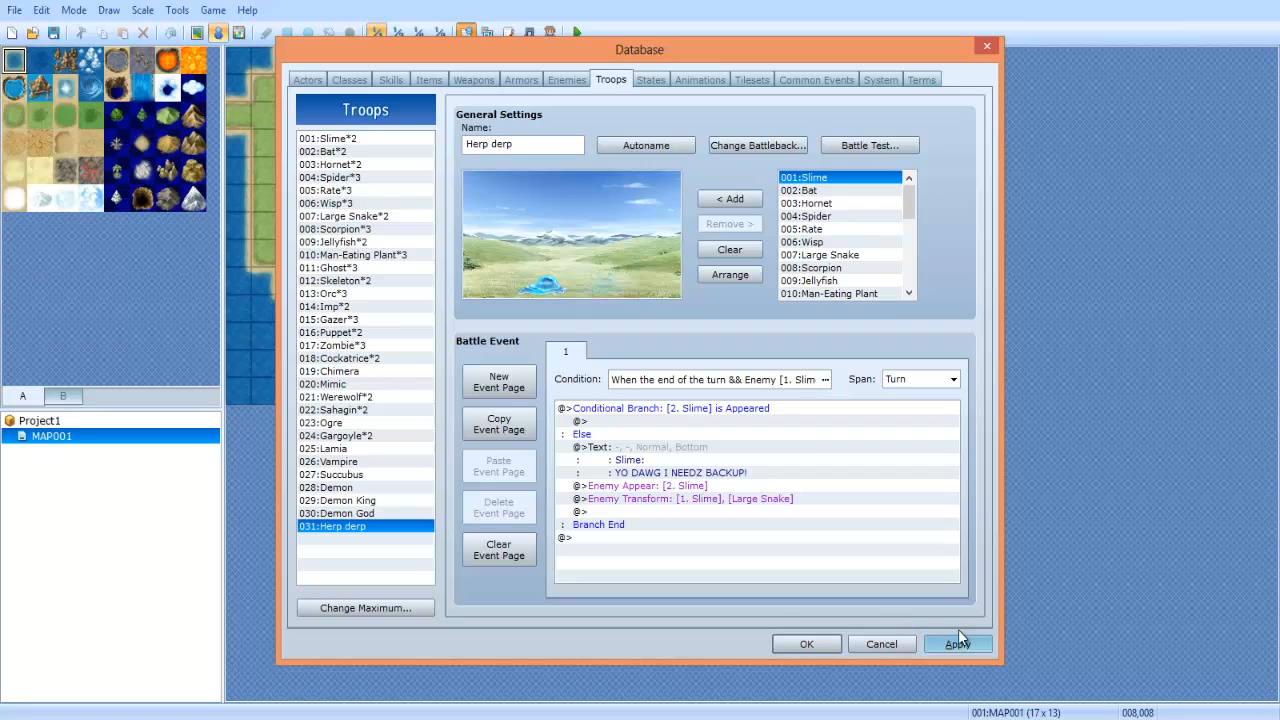 File Edit Mode Draw Scale Tools Game Help
Database
Actors Classes Skills Items Weapons Armors Enemies Troops States Animations Tilesets Common Events System Terms
Troops
001:Slime*2
002:Bat*2
003:Hornet*2
004:Spider*3
005:Rate*3
006:Wisp*3
007:Large Snake*2
008:Scorpion*3
009:Jellyfish*2
010:Man-Eating Plant*3
011:Ghost*3
012:Skeleton*2
013:Orc*3
014:Imp*2
015:Gazer*3
016:Puppet*2
017:Zombie*3
018:Cockatrice*2
019:Chimera
020:Mimic
021:Werewolf*2
022:Sahagin*2
023:Ogre
024:Gargoyle*2
025:Lamia
026:Vampire
027:Succubus
028:Demon
029:Demon King
030:Demon God
031:Herp derp
Change Maximum...
General Settings
Name:
Herp derp
Autoname
Change Battleback...
Battle Test...
< Add
Remove >
Clear
Arrange
001:Slime
002:Bat
003:Hornet
004:Spider
005:Rate
006:Wisp
007:Large Snake
008:Scorpion
009:Jellyfish
010:Man-Eating Plant
Battle Event
1
New
Event Page
Copy
Event Page
Paste
Event Page
Delete
Event Page
Clear
Event Page
Condition: When the end of the turn && Enemy [1. Slim ... Span: Turn
@>Conditional Branch: [2. Slime] is Appeared
@>
: Else
@>Text: -, -, Normal, Bottom
: : Slime:
: : YO DAWG I NEEDZ BACKUP!
@>Enemy Appear: [2. Slime]
@>Enemy Transform: [1. Slime], [Large Snake]
@>
: Branch End
@>
OK
Cancel
Apply
A
B
Project1
MAP001
001:MAP001 (17 x 13)
008,008